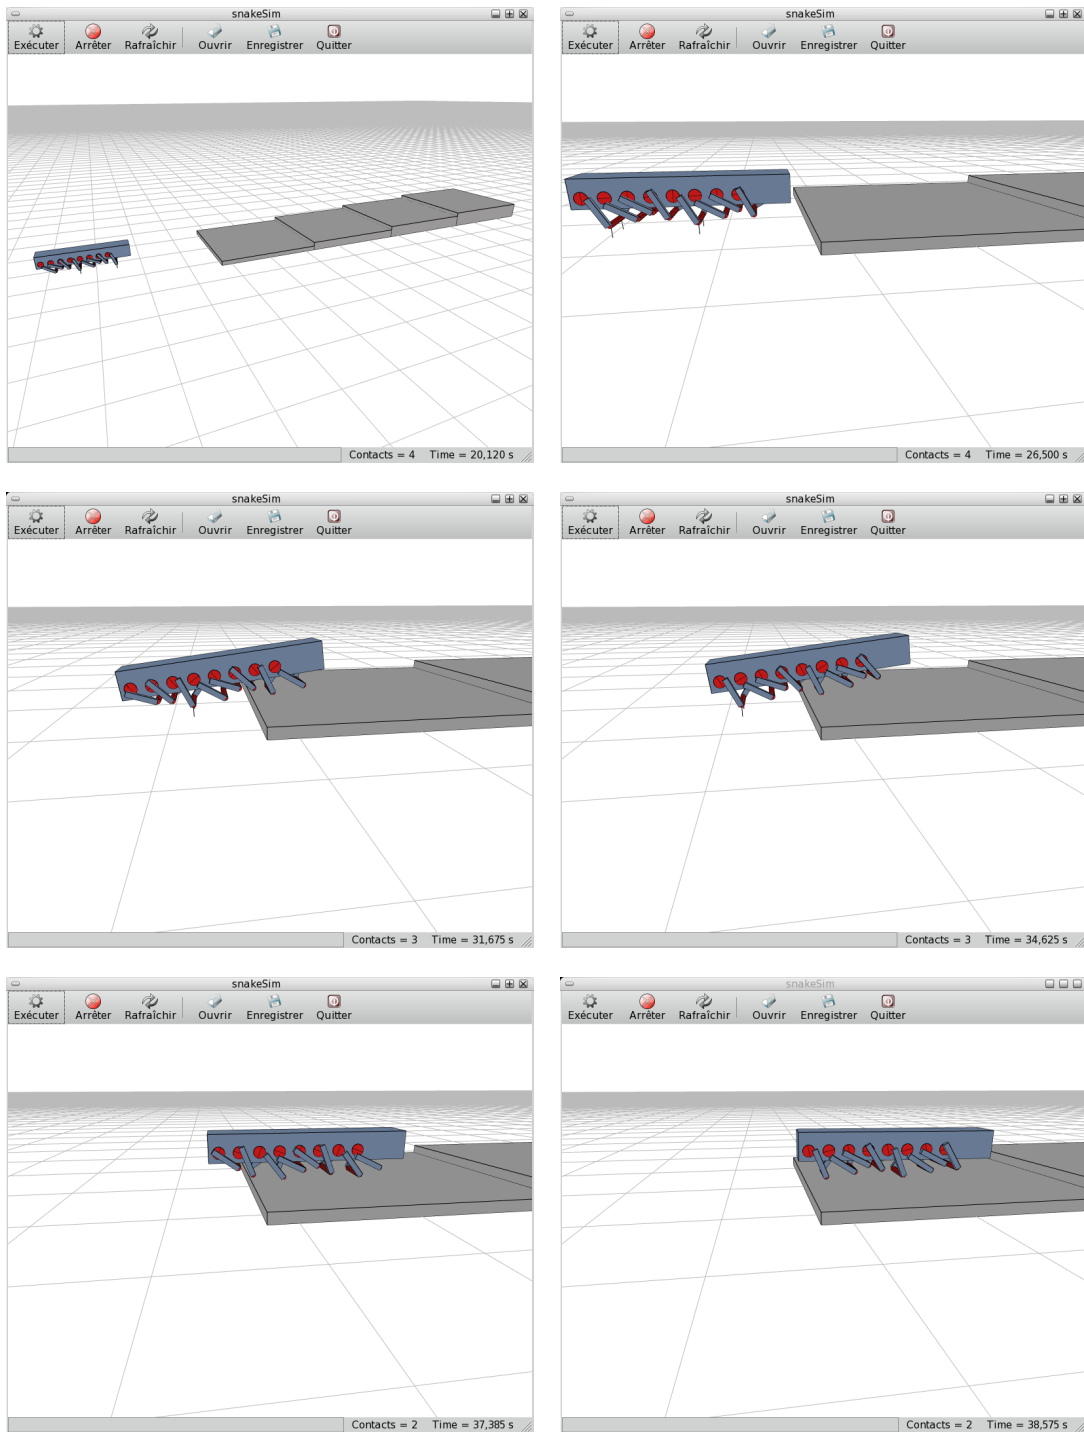 snakeSim
Exécuter Arrêter Rafraîchir Ouvrir Enregistrer Quitter
Contacts = 4 Time = 20,120 s
snakeSim
Exécuter Arrêter Rafraîchir Ouvrir Enregistrer Quitter
Contacts = 4 Time = 26,500 s
snakeSim
Exécuter Arrêter Rafraîchir Ouvrir Enregistrer Quitter
Contacts = 3 Time = 31,675 s
snakeSim
Exécuter Arrêter Rafraîchir Ouvrir Enregistrer Quitter
Contacts = 3 Time = 34,625 s
snakeSim
Exécuter Arrêter Rafraîchir Ouvrir Enregistrer Quitter
Contacts = 2 Time = 37,385 s
snakeSim
Exécuter Arrêter Rafraîchir Ouvrir Enregistrer Quitter
Contacts = 2 Time = 38,575 s